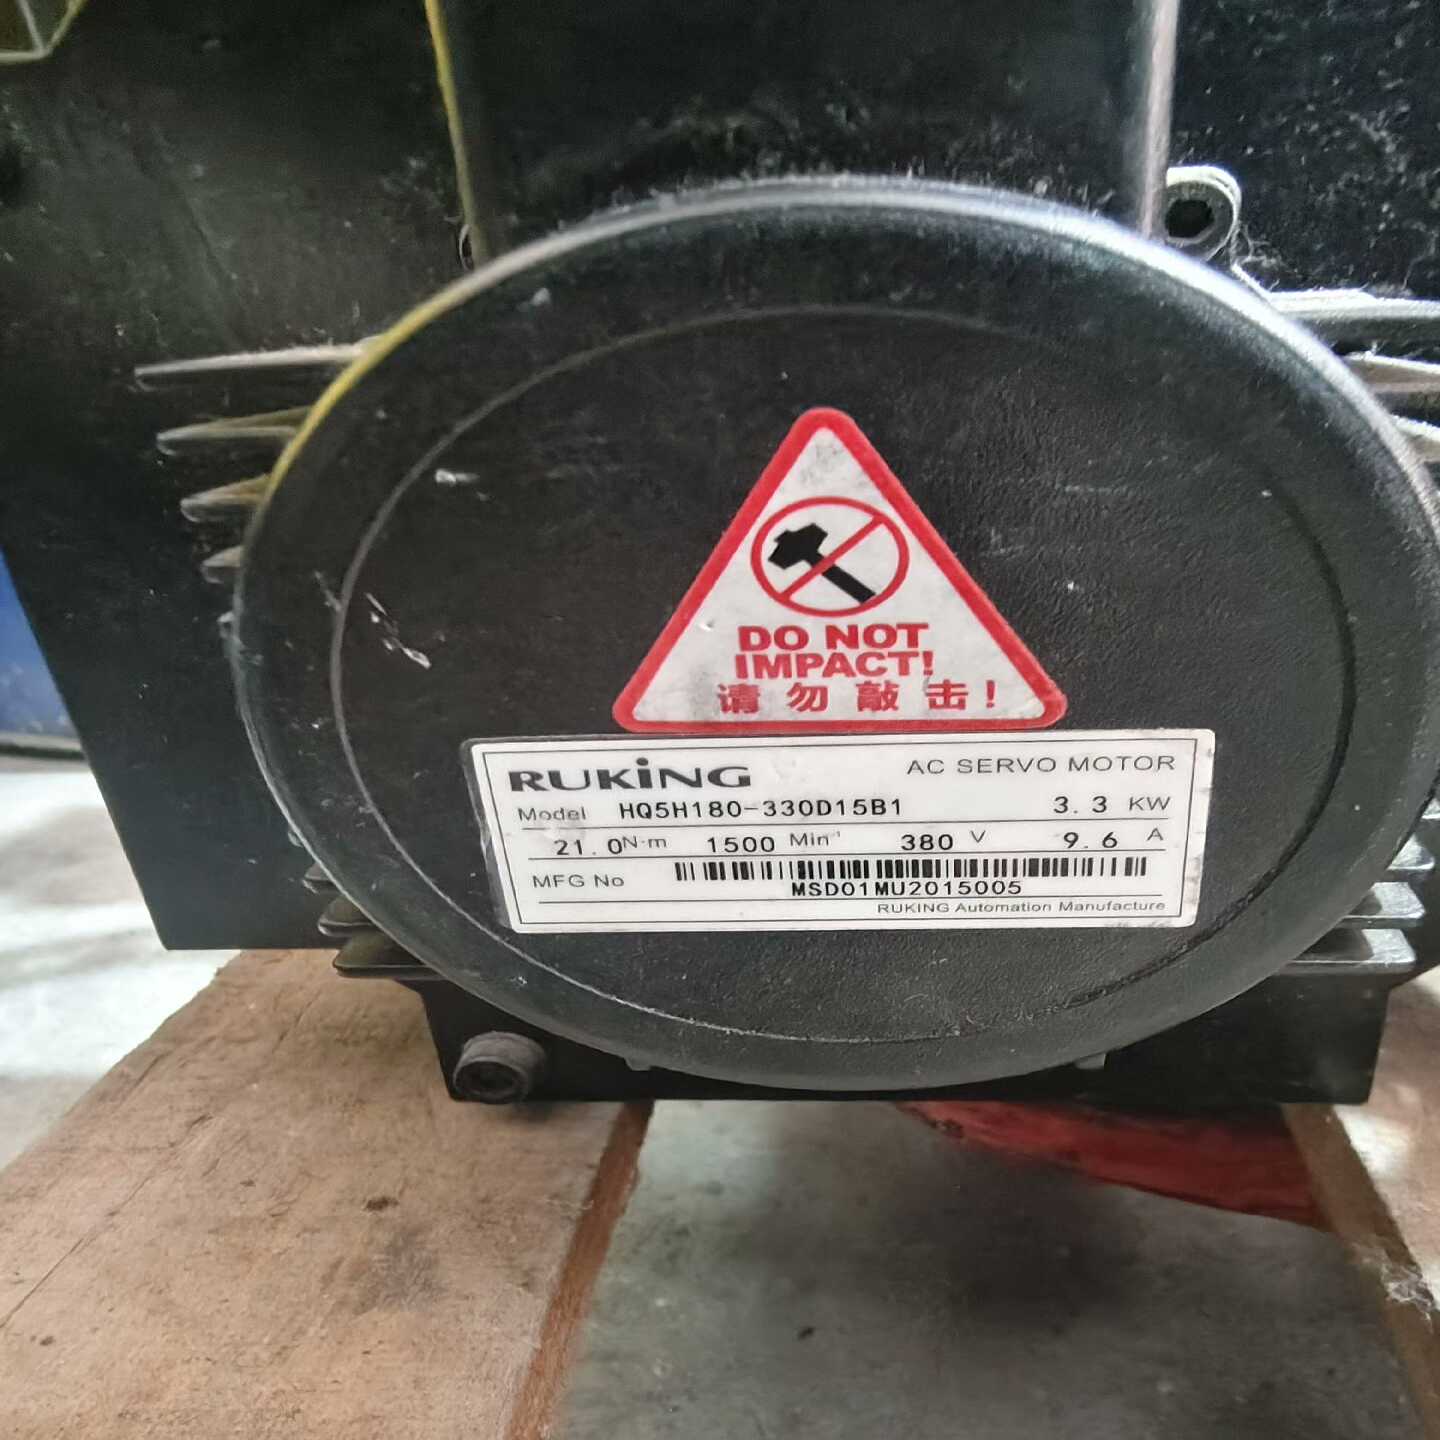 DO NOT
IMPACT!
请勿敲击!
RUKiNG AC SERVO MOTOR
Model HQ5H180-330D15B1 3.3 KW
21.0 N·m 1500 Min⁻¹ 380 V 9.6 A
MFG No
MSD01MU2015005
RUKING Automation Manufacture